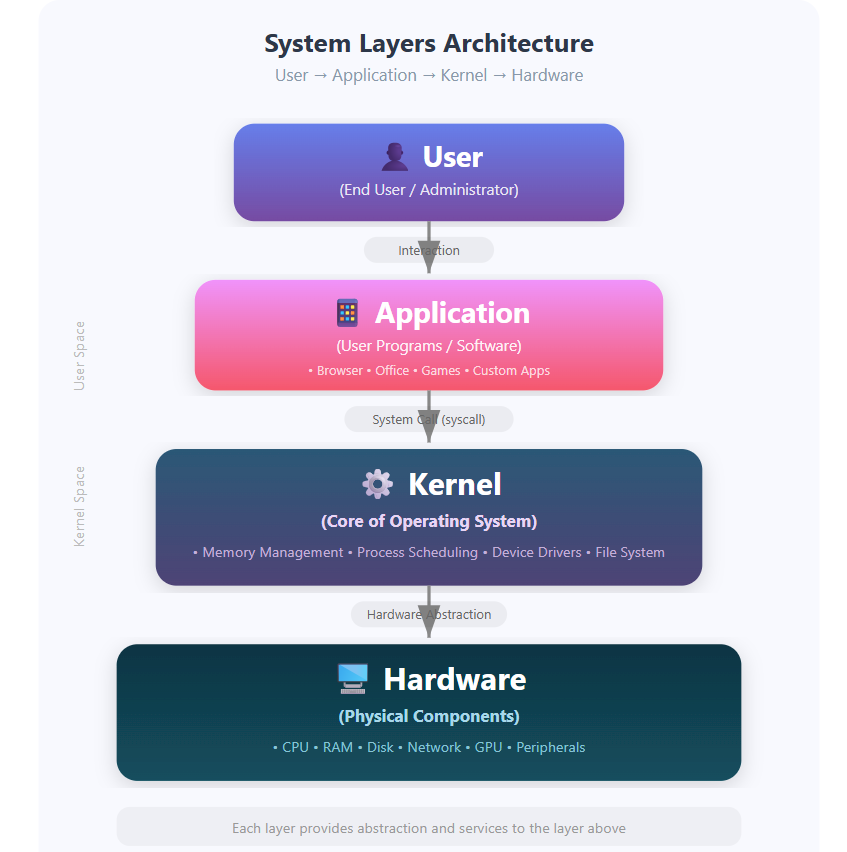 System Layers Architecture
User → Application → Kernel → Hardware
User
(End User / Administrator)
Interaction
Application
(User Programs / Software)
• Browser • Office • Games • Custom Apps
User Space
System Call (syscall)
Kernel
(Core of Operating System)
• Memory Management • Process Scheduling • Device Drivers • File System
Kernel Space
Hardware Abstraction
Hardware
(Physical Components)
• CPU • RAM • Disk • Network • GPU • Peripherals
Each layer provides abstraction and services to the layer above